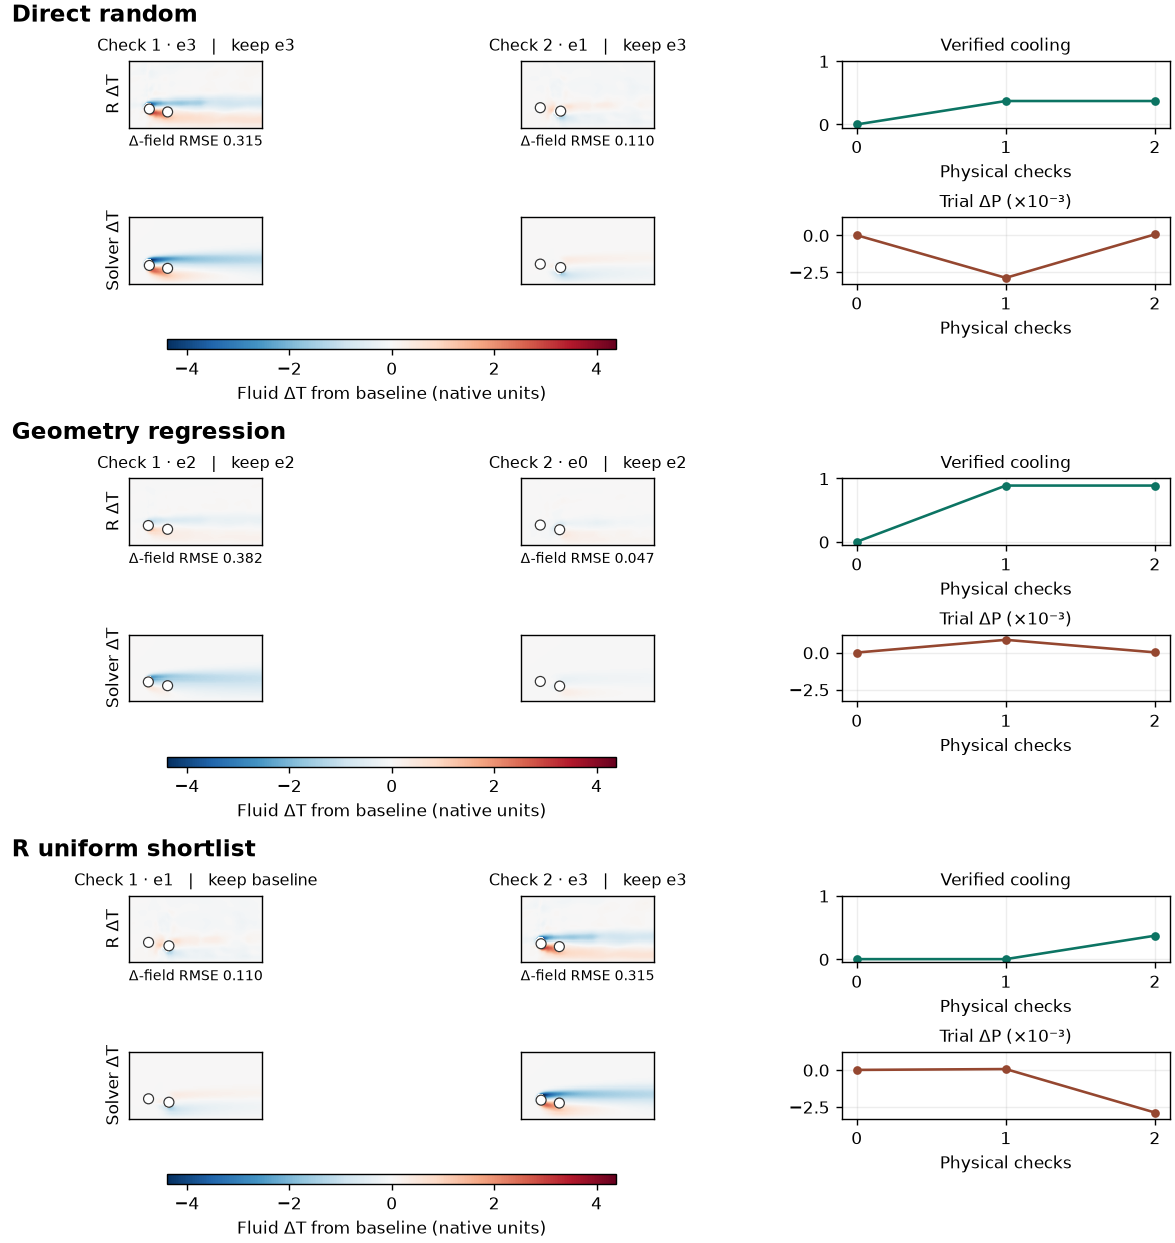 Direct random
Check 1 · e3   |   keep e3
Check 2 · e1   |   keep e3
Verified cooling
R ΔT
Δ-field RMSE 0.315
Δ-field RMSE 0.110
1
0
0 1 2
Physical checks
Trial ΔP (×10⁻³)
Solver ΔT
0.0
−2.5
0 1 2
Physical checks
−4 −2 0 2 4
Fluid ΔT from baseline (native units)
Geometry regression
Check 1 · e2   |   keep e2
Check 2 · e0   |   keep e2
Verified cooling
R ΔT
Δ-field RMSE 0.382
Δ-field RMSE 0.047
1
0
0 1 2
Physical checks
Trial ΔP (×10⁻³)
Solver ΔT
0.0
−2.5
0 1 2
Physical checks
−4 −2 0 2 4
Fluid ΔT from baseline (native units)
R uniform shortlist
Check 1 · e1   |   keep baseline
Check 2 · e3   |   keep e3
Verified cooling
R ΔT
Δ-field RMSE 0.110
Δ-field RMSE 0.315
1
0
0 1 2
Physical checks
Trial ΔP (×10⁻³)
Solver ΔT
0.0
−2.5
0 1 2
Physical checks
−4 −2 0 2 4
Fluid ΔT from baseline (native units)